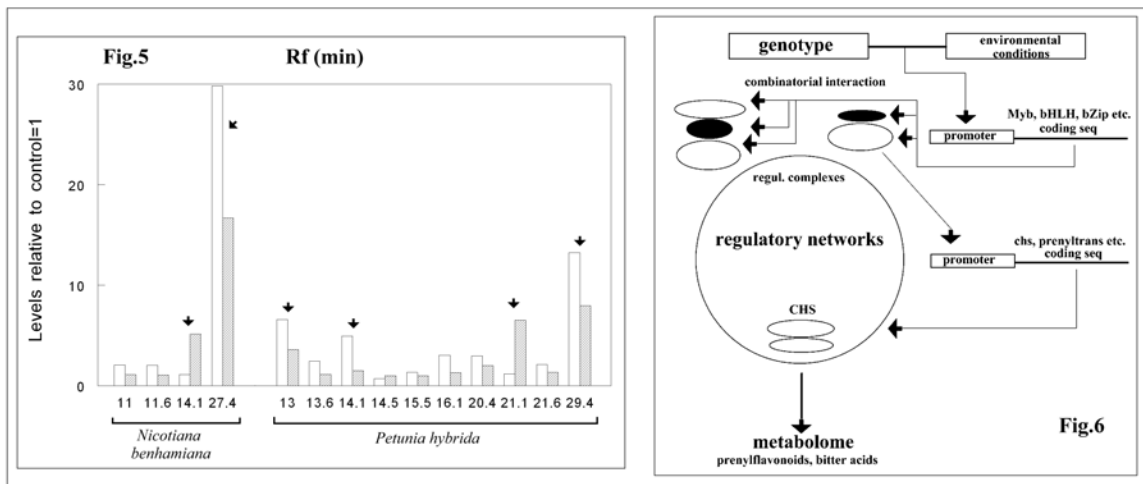 Fig.5
Rf (min)
Levels relative to control=1
30
20
10
0
11 11.6 14.1 27.4 13 13.6 14.1 14.5 15.5 16.1 20.4 21.1 21.6 29.4
Nicotiana
benhamiana
Petunia hybrida
genotype
environmental
conditions
combinatorial interaction
Myb, bHLH, bZip etc.
coding seq
promoter
regul. complexes
regulatory networks
chs, prenyltrans etc.
coding seq
promoter
CHS
Fig.6
metabolome
prenylflavonoids, bitter acids